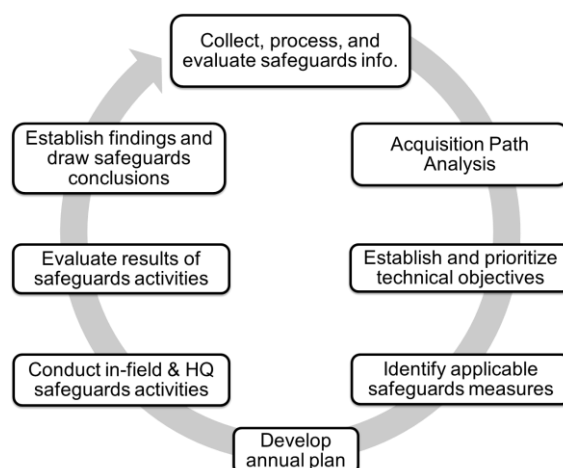 Collect, process, and
evaluate safeguards info.
Acquisition Path
Analysis
Establish and prioritize
technical objectives
Identify applicable
safeguards measures
Develop
annual plan
Conduct in-field & HQ
safeguards activities
Evaluate results of
safeguards activities
Establish findings and
draw safeguards
conclusions